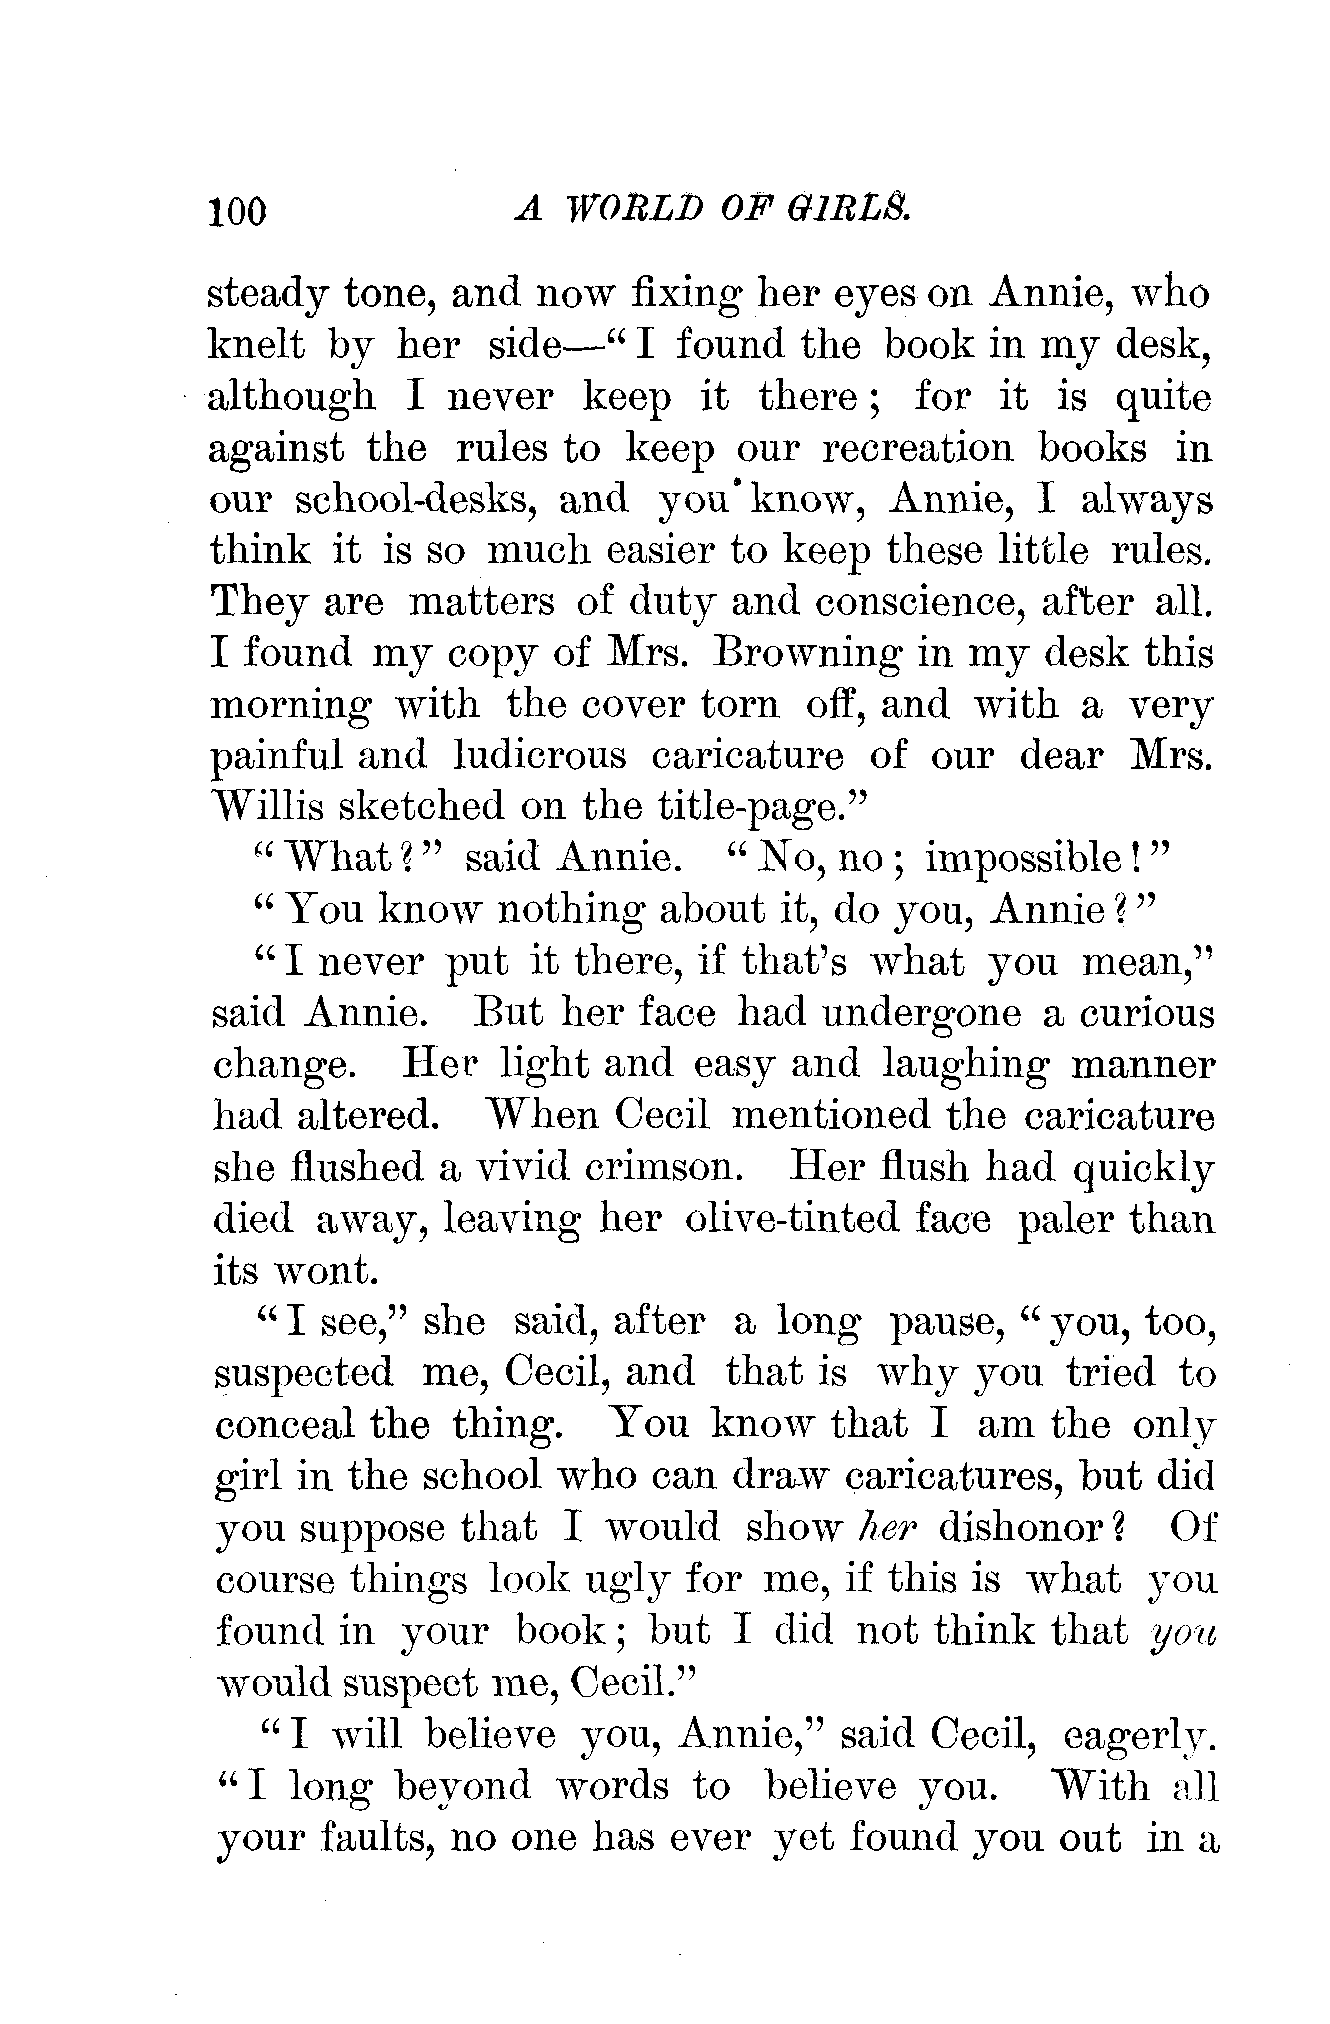 100 A WORLD OF GIRLS.
steady tone, and now fixing her eyes on Annie, who
knelt by her side—“I found the book in my desk,
although I never keep it there; for it is quite
against the rules to keep our recreation books in
our school-desks, and you know, Annie, I always
think it is so much easier to keep these little rules.
They are matters of duty and conscience, after all.
I found my copy of Mrs. Browning in my desk this
morning with the cover torn off, and with a very
painful and ludicrous caricature of our dear Mrs.
Willis sketched on the title-page.”
“What?” said Annie. “No, no; impossible!”
“You know nothing about it, do you, Annie?”
“I never put it there, if that’s what you mean,”
said Annie. But her face had undergone a curious
change. Her light and easy and laughing manner
had altered. When Cecil mentioned the caricature
she flushed a vivid crimson. Her flush had quickly
died away, leaving her olive-tinted face paler than
its wont.
“I see,” she said, after a long pause, “you, too,
suspected me, Cecil, and that is why you tried to
conceal the thing. You know that I am the only
girl in the school who can draw caricatures, but did
you suppose that I would show her dishonor? Of
course things look ugly for me, if this is what you
found in your book; but I did not think that you
would suspect me, Cecil.”
“I will believe you, Annie,” said Cecil, eagerly.
“I long beyond words to believe you. With all
your faults, no one has ever yet found you out in a